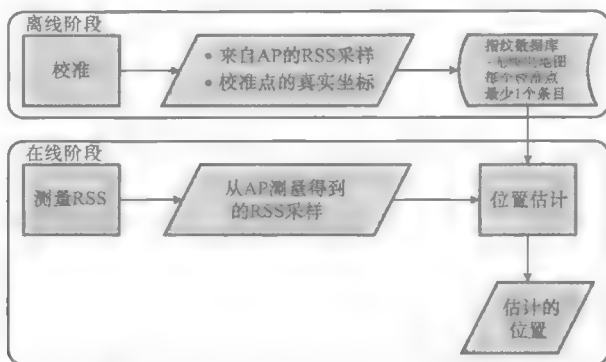 离线阶段
校准
• 来自AP的RSS采样
• 校准点的真实坐标
指纹数据库
每个校准点
最少1个条目
在线阶段
测量RSS
从AP测量得到
的RSS采样
位置估计
估计的
位置